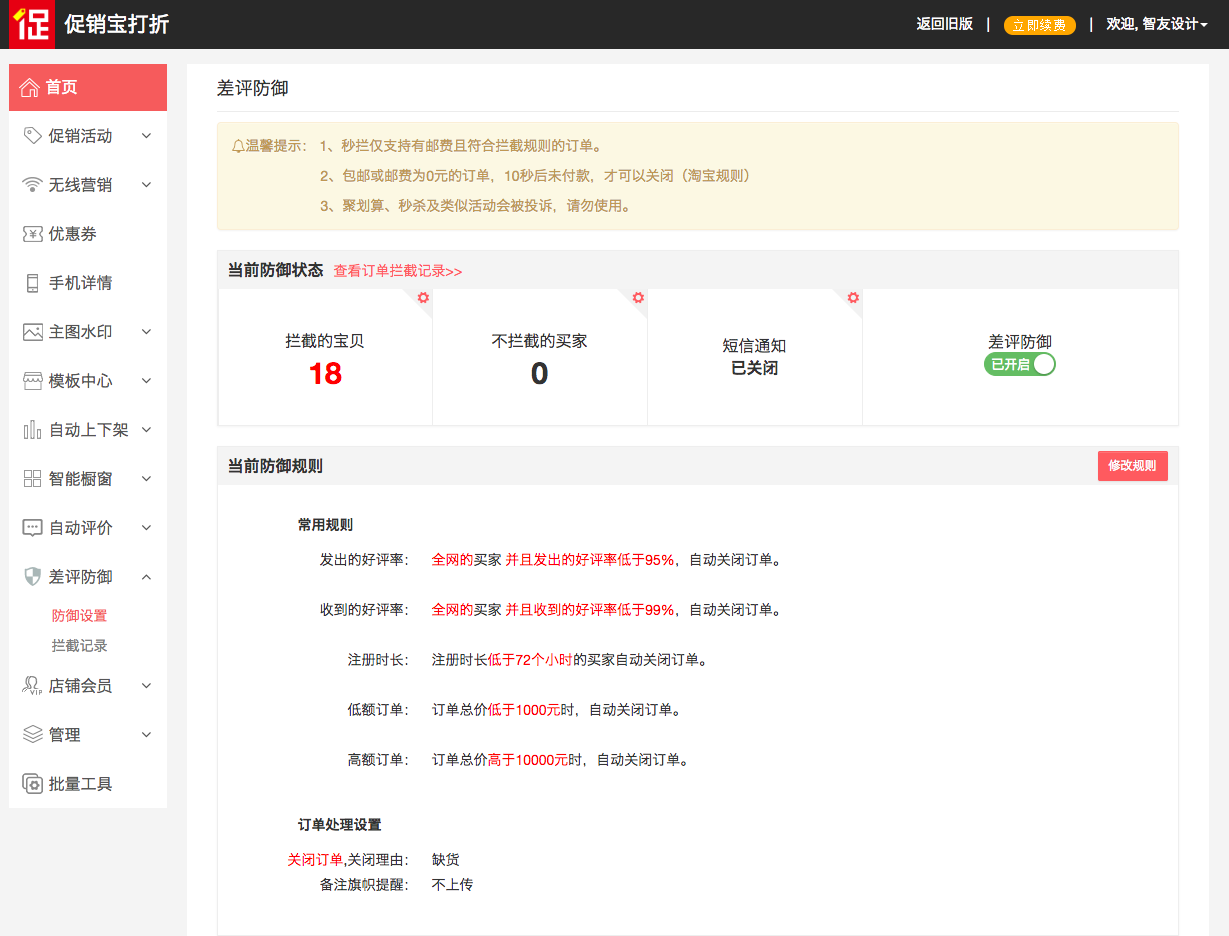 促 促销宝打折
返回旧版 | 立即续费 | 欢迎, 智友设计
首页
促销活动
无线营销
优惠券
手机详情
主图水印
模板中心
自动上下架
智能橱窗
自动评价
差评防御
防御设置
拦截记录
VIP 店铺会员
管理
批量工具
差评防御
温馨提示： 1、秒拦仅支持有邮费且符合拦截规则的订单。
2、包邮或邮费为0元的订单，10秒后未付款，才可以关闭（淘宝规则）
3、聚划算、秒杀及类似活动会被投诉，请勿使用。
当前防御状态 查看订单拦截记录>>
拦截的宝贝
18
不拦截的买家
0
短信通知
已关闭
差评防御
已开启
当前防御规则 修改规则
常用规则
发出的好评率： 全网的买家 并且发出的好评率低于95%，自动关闭订单。
收到的好评率： 全网的买家 并且收到的好评率低于99%，自动关闭订单。
注册时长： 注册时长低于72个小时的买家自动关闭订单。
低额订单： 订单总价低于1000元时，自动关闭订单。
高额订单： 订单总价高于10000元时，自动关闭订单。
订单处理设置
关闭订单,关闭理由： 缺货
备注旗帜提醒： 不上传